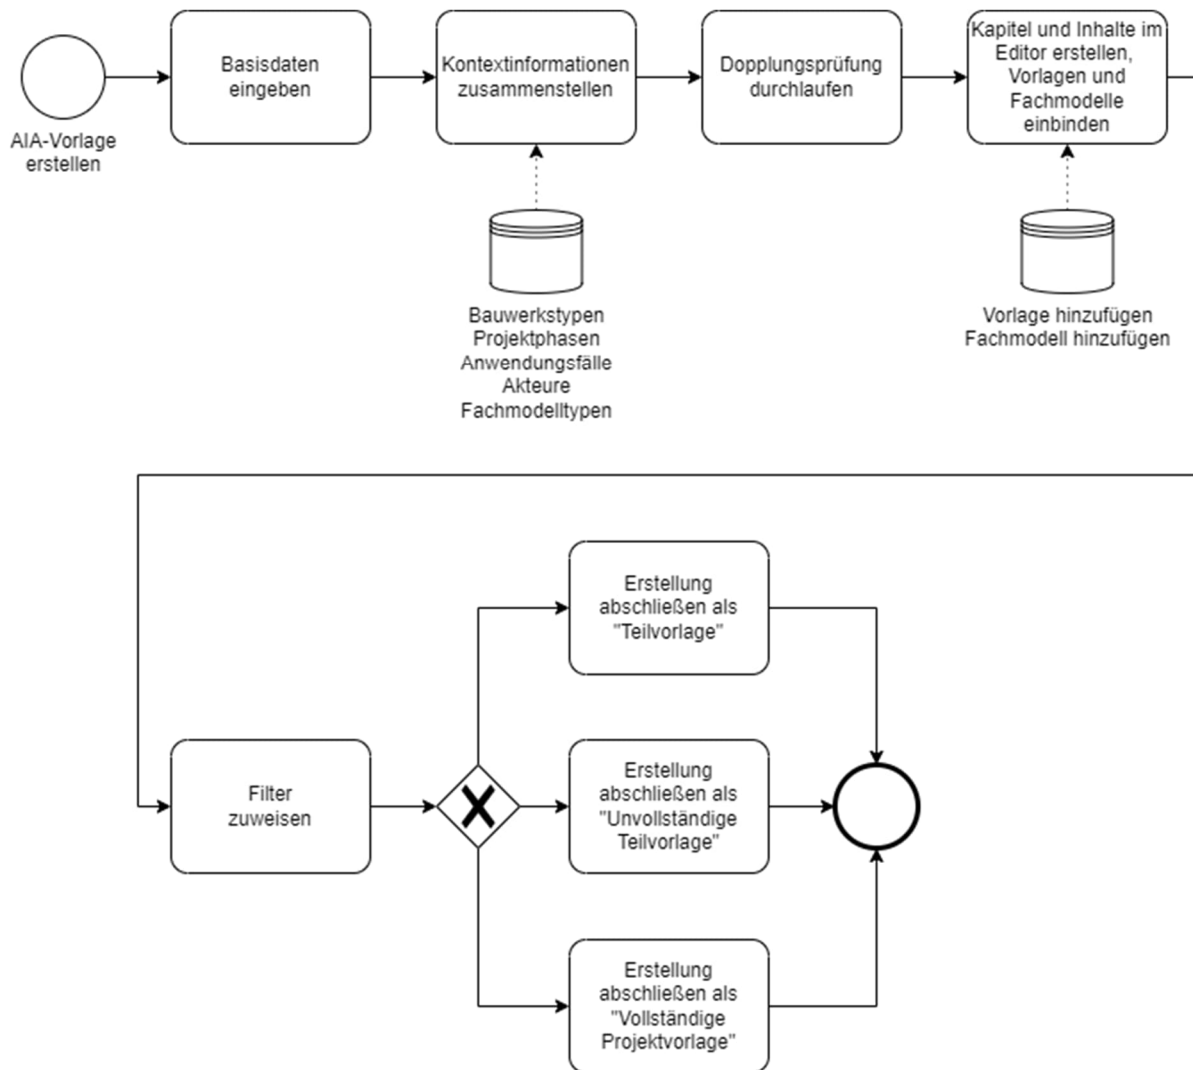 AIA-Vorlage
erstellen
Basisdaten
eingeben
Kontextinformationen
zusammenstellen
Dopplungsprüfung
durchlaufen
Kapitel und Inhalte im
Editor erstellen,
Vorlagen und
Fachmodelle
einbinden
Bauwerkstypen
Projektphasen
Anwendungsfälle
Akteure
Fachmodelltypen
Vorlage hinzufügen
Fachmodell hinzufügen
Filter
zuweisen
Erstellung
abschließen als
"Teilvorlage"
Erstellung
abschließen als
"Unvollständige
Teilvorlage"
Erstellung
abschließen als
"Vollständige
Projektvorlage"